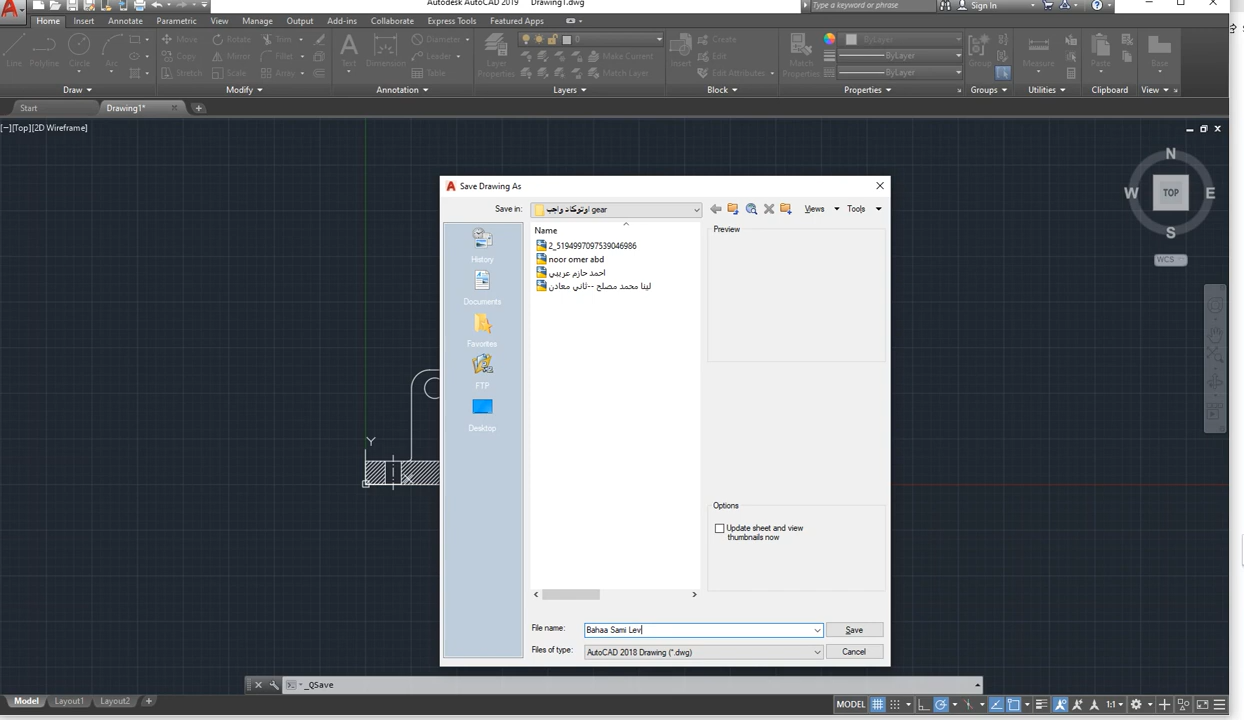 Autodesk AutoCAD 2019 Drawing1.dwg
Type a keyword or phrase
Sign In
Home Insert Annotate Parametric View Manage Output Add-ins Collaborate Express Tools Featured Apps
Line Polyline Circle Arc
Move Rotate Trim
Copy Mirror Fillet
Stretch Scale Array
Text Dimension
Diameter
Leader
Table
Layer Properties
0
Make Current
Match Layer
Insert
Create
Edit
Edit Attributes
Match Properties
ByLayer
ByLayer
ByLayer
Group
Measure
Paste
Base
Draw Modify Annotation Layers Block Properties Groups Utilities Clipboard View
Start Drawing1*
[−][Top][2D Wireframe]
N
W TOP E
S
WCS
Y
X
Save Drawing As
Save in: اوتوكاد واجب gear
Views Tools
History
Documents
Favorites
FTP
Desktop
Name
2_5194997097539046986
noor omer abd
احمد حازم عريبي
لينا محمد مصلح --ثاني معادن
Preview
Options
Update sheet and view
thumbnails now
File name: Bahaa Sami Lev
Save
Files of type: AutoCAD 2018 Drawing (*.dwg)
Cancel
_QSave
Model Layout1 Layout2 +
MODEL 1:1